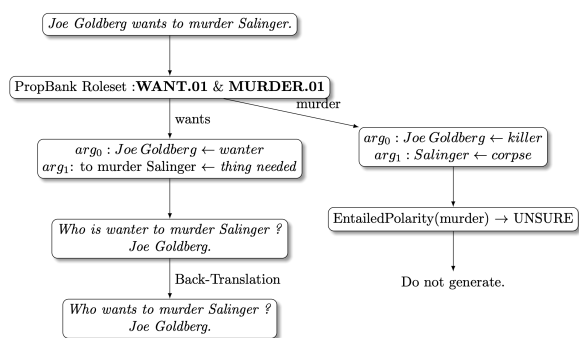 Joe Goldberg wants to murder Salinger.
PropBank Roleset :WANT.01 & MURDER.01
murder
wants
arg₀ : Joe Goldberg ← wanter
arg₁: to murder Salinger ← thing needed
arg₀ : Joe Goldberg ← killer
arg₁ : Salinger ← corpse
Who is wanter to murder Salinger ?
Joe Goldberg.
EntailedPolarity(murder) → UNSURE
Back-Translation
Do not generate.
Who wants to murder Salinger ?
Joe Goldberg.